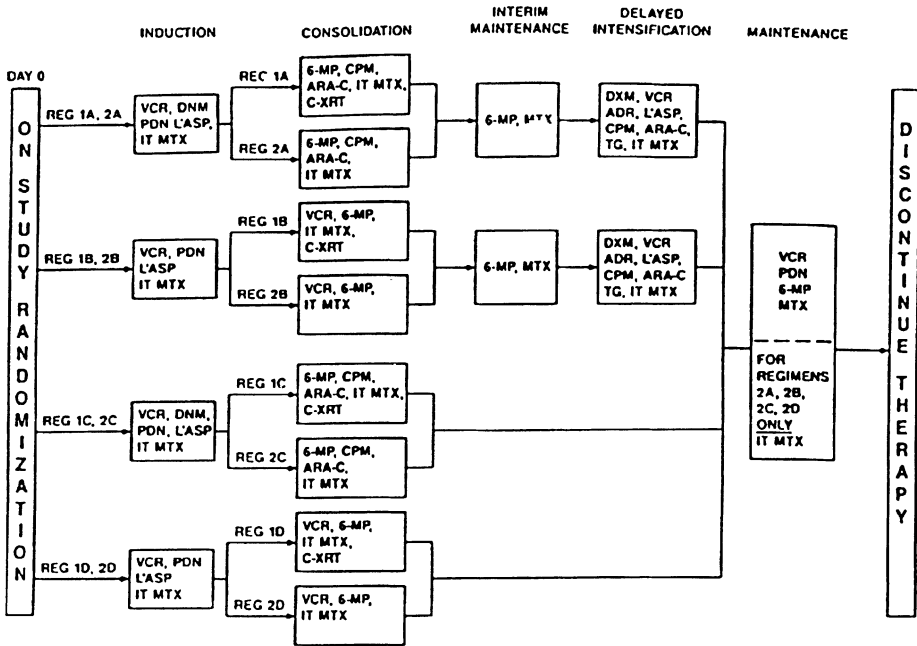 INDUCTION
CONSOLIDATION
INTERIM
MAINTENANCE
DELAYED
INTENSIFICATION
MAINTENANCE
DAY 0
ON STUDY RANDOMIZATION
REG 1A, 2A
VCR, DNM
PDN L'ASP,
IT MTX
REC 1A
6-MP, CPM,
ARA-C, IT MTX,
C-XRT
REG 2A
6-MP, CPM,
ARA-C,
IT MTX
6-MP, MTX
DXM, VCR
ADR, L'ASP,
CPM, ARA-C,
TG, IT MTX
REG 1B, 2B
VCR, PDN
L'ASP
IT MTX
REG 1B
VCR, 6-MP,
IT MTX,
C-XRT
REG 2B
VCR, 6-MP,
IT MTX
6-MP, MTX
DXM, VCR
ADR, L'ASP,
CPM, ARA-C
TG, IT MTX
REG 1C, 2C
VCR, DNM,
PDN, L'ASP
IT MTX
REG 1C
6-MP, CPM,
ARA-C, IT MTX,
C-XRT
REG 2C
6-MP, CPM,
ARA-C,
IT MTX
REG 1D, 2D
VCR, PDN
L'ASP
IT MTX
REG 1D
VCR, 6-MP,
IT MTX,
C-XRT
REG 2D
VCR, 6-MP,
IT MTX
VCR
PDN
6-MP
MTX
FOR
REGIMENS
2A, 2B,
2C, 2D
ONLY
IT MTX
DISCONTINUE THERAPY